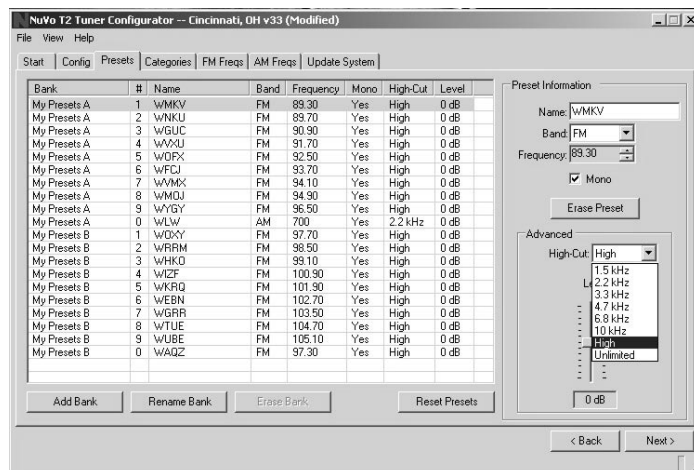 NuVo T2 Tuner Configurator -- Cincinnati, OH v33 (Modified)
File View Help
Start Config Presets Categories FM Freqs AM Freqs Update System
Bank # Name Band Frequency Mono High-Cut Level
My Presets A 1 WMKV FM 89.30 Yes High 0 dB
My Presets A 2 WNKU FM 89.70 Yes High 0 dB
My Presets A 3 WGUC FM 90.90 Yes High 0 dB
My Presets A 4 WVXU FM 91.70 Yes High 0 dB
My Presets A 5 WOFX FM 92.50 Yes High 0 dB
My Presets A 6 WFCJ FM 93.70 Yes High 0 dB
My Presets A 7 WVMX FM 94.10 Yes High 0 dB
My Presets A 8 WMOJ FM 94.90 Yes High 0 dB
My Presets A 9 WYGY FM 96.50 Yes High 0 dB
My Presets A 0 WLW AM 700 Yes 2.2 kHz 0 dB
My Presets B 1 WOXY FM 97.70 Yes High 0 dB
My Presets B 2 WRRM FM 98.50 Yes High 0 dB
My Presets B 3 WHKO FM 99.10 Yes High 0 dB
My Presets B 4 WIZF FM 100.90 Yes High 0 dB
My Presets B 5 WKRQ FM 101.90 Yes High 0 dB
My Presets B 6 WEBN FM 102.70 Yes High 0 dB
My Presets B 7 WGRR FM 103.50 Yes High 0 dB
My Presets B 8 WTUE FM 104.70 Yes High 0 dB
My Presets B 9 WUBE FM 105.10 Yes High 0 dB
My Presets B 0 WAQZ FM 97.30 Yes High 0 dB
Add Bank Rename Bank Erase Bank Reset Presets
Preset Information
Name: WMKV
Band: FM
Frequency: 89.30
Mono
Erase Preset
Advanced
High-Cut: High
1.5 kHz
2.2 kHz
3.3 kHz
4.7 kHz
6.8 kHz
10 kHz
High
Unlimited
0 dB
< Back Next >